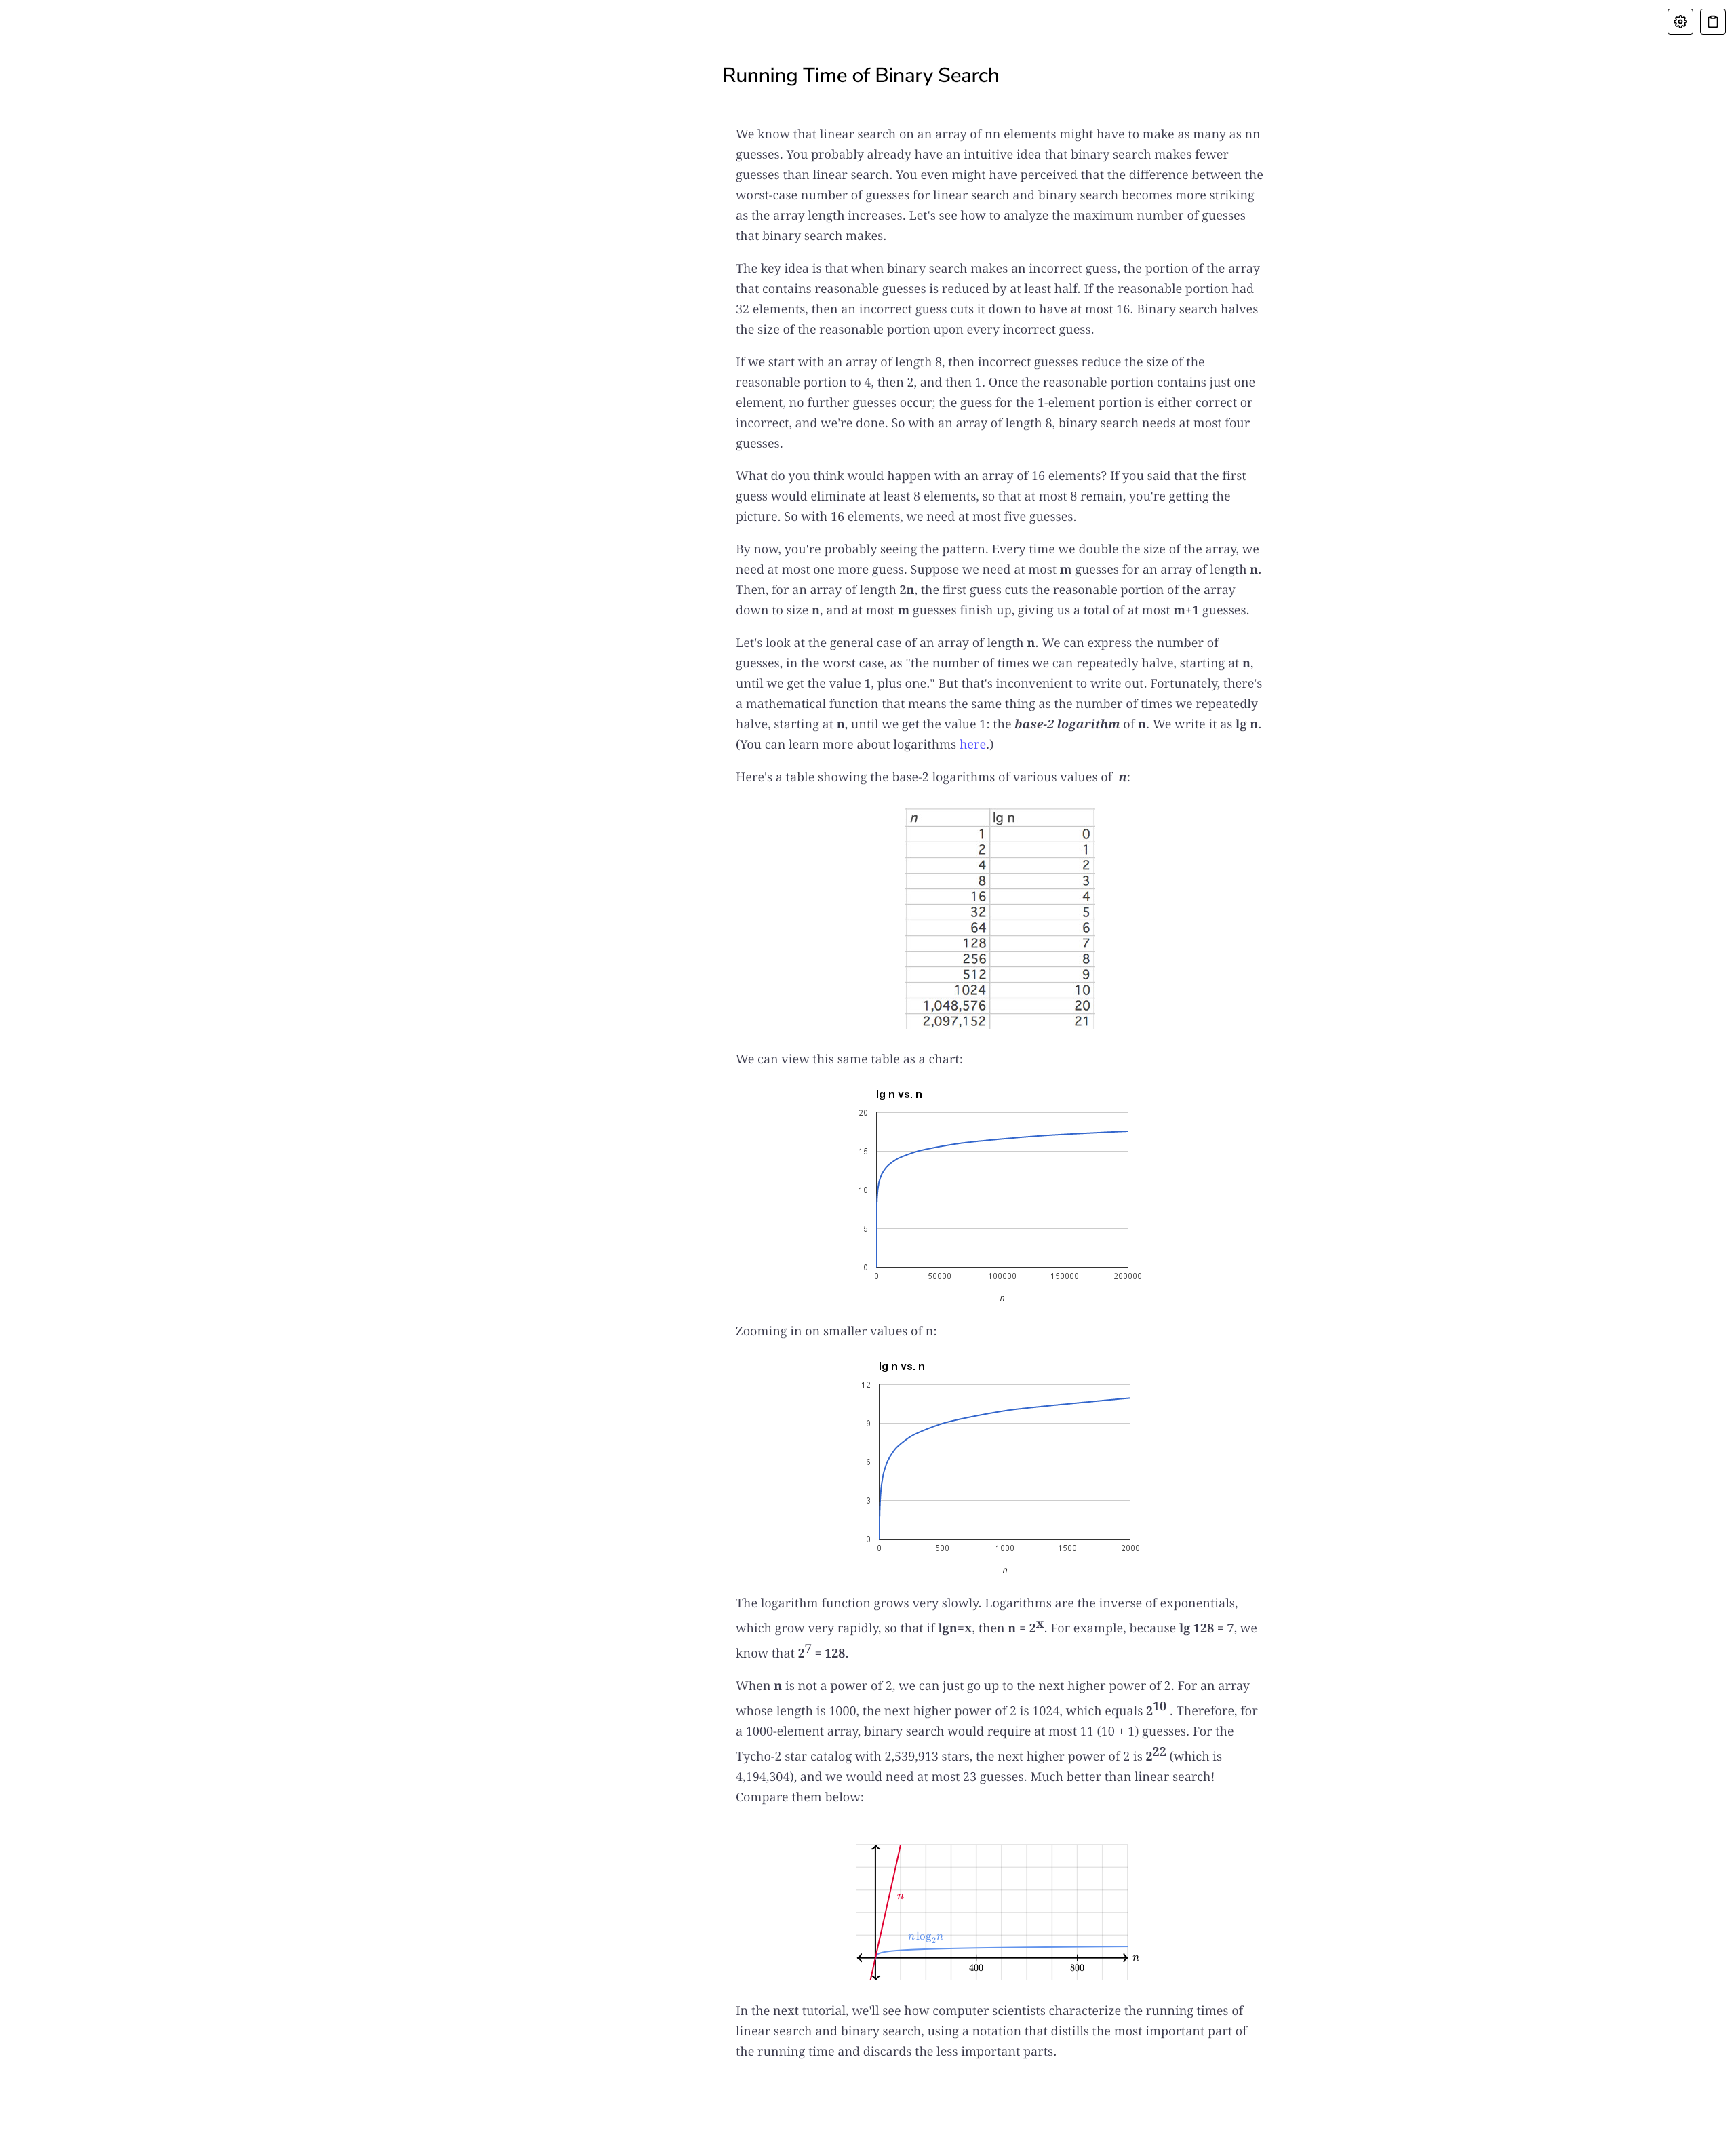 Running Time of Binary Search
We know that linear search on an array of nn elements might have to make as many as nn
guesses. You probably already have an intuitive idea that binary search makes fewer
guesses than linear search. You even might have perceived that the difference between the
worst-case number of guesses for linear search and binary search becomes more striking
as the array length increases. Let's see how to analyze the maximum number of guesses
that binary search makes.
The key idea is that when binary search makes an incorrect guess, the portion of the array
that contains reasonable guesses is reduced by at least half. If the reasonable portion had
32 elements, then an incorrect guess cuts it down to have at most 16. Binary search halves
the size of the reasonable portion upon every incorrect guess.
If we start with an array of length 8, then incorrect guesses reduce the size of the
reasonable portion to 4, then 2, and then 1. Once the reasonable portion contains just one
element, no further guesses occur; the guess for the 1-element portion is either correct or
incorrect, and we're done. So with an array of length 8, binary search needs at most four
guesses.
What do you think would happen with an array of 16 elements? If you said that the first
guess would eliminate at least 8 elements, so that at most 8 remain, you're getting the
picture. So with 16 elements, we need at most five guesses.
By now, you're probably seeing the pattern. Every time we double the size of the array, we
need at most one more guess. Suppose we need at most m guesses for an array of length n.
Then, for an array of length 2n, the first guess cuts the reasonable portion of the array
down to size n, and at most m guesses finish up, giving us a total of at most m+1 guesses.
Let's look at the general case of an array of length n. We can express the number of
guesses, in the worst case, as "the number of times we can repeatedly halve, starting at n,
until we get the value 1, plus one." But that's inconvenient to write out. Fortunately, there's
a mathematical function that means the same thing as the number of times we repeatedly
halve, starting at n, until we get the value 1: the base-2 logarithm of n. We write it as lg n.
(You can learn more about logarithms here.)
Here's a table showing the base-2 logarithms of various values of n:
n lg n
1 0
2 1
4 2
8 3
16 4
32 5
64 6
128 7
256 8
512 9
1024 10
1,048,576 20
2,097,152 21
We can view this same table as a chart:
lg n vs. n
20
15
10
5
0
0 50000 100000 150000 200000
n
Zooming in on smaller values of n:
lg n vs. n
12
9
6
3
0
0 500 1000 1500 2000
n
The logarithm function grows very slowly. Logarithms are the inverse of exponentials,
which grow very rapidly, so that if lgn=x, then n = 2^x. For example, because lg 128 = 7, we
know that 2^7 = 128.
When n is not a power of 2, we can just go up to the next higher power of 2. For an array
whose length is 1000, the next higher power of 2 is 1024, which equals 2^10 . Therefore, for
a 1000-element array, binary search would require at most 11 (10 + 1) guesses. For the
Tycho-2 star catalog with 2,539,913 stars, the next higher power of 2 is 2^22 (which is
4,194,304), and we would need at most 23 guesses. Much better than linear search!
Compare them below:
n
n log₂ n
n
400 800
In the next tutorial, we'll see how computer scientists characterize the running times of
linear search and binary search, using a notation that distills the most important part of
the running time and discards the less important parts.